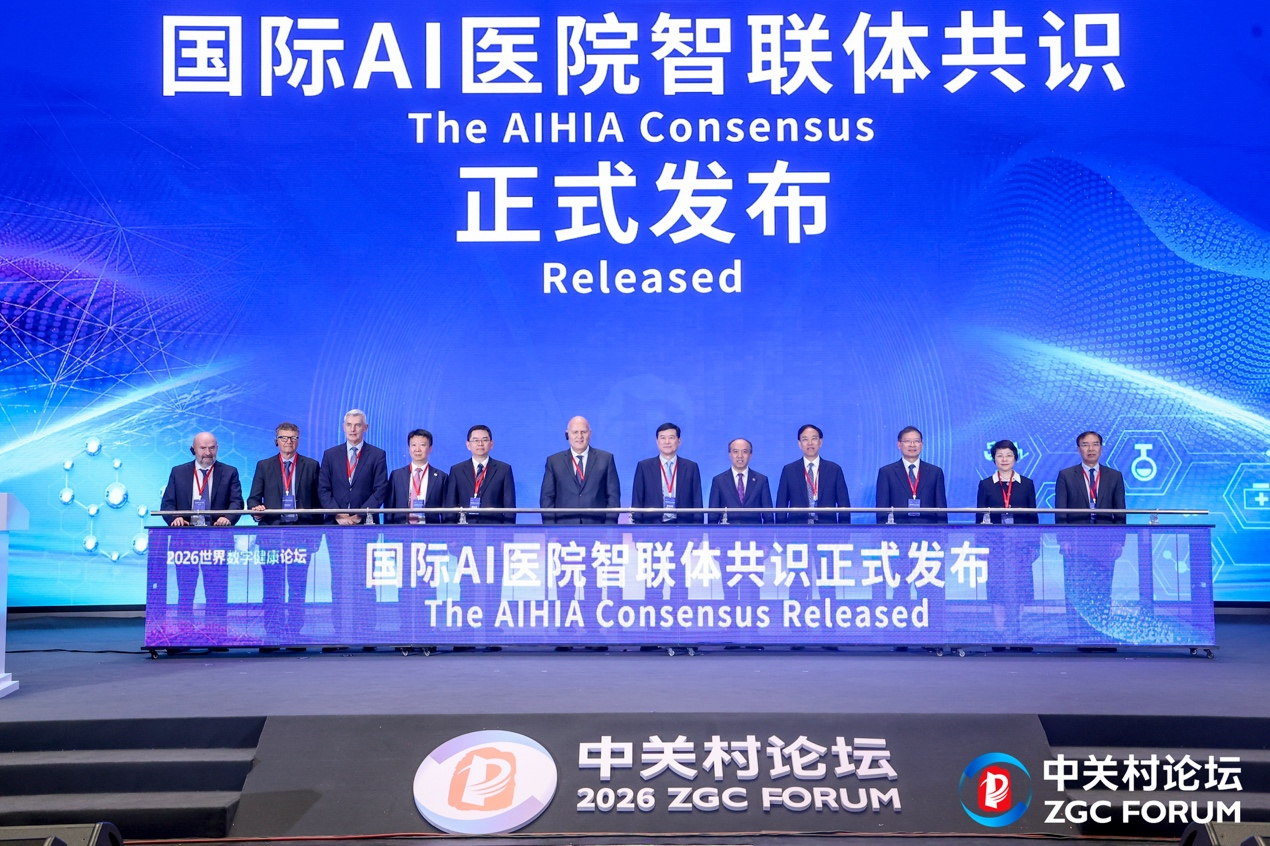 国际AI医院智联体共识
The AIHIA Consensus
正式发布
Released
2026世界数字健康论坛
国际AI医院智联体共识正式发布
The AIHIA Consensus Released
中关村论坛
2026 ZGC FORUM
中关村论坛
ZGC FORUM